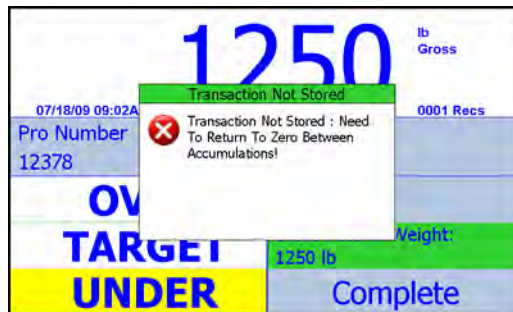 1250
lb
Gross
07/18/09 09:02A
0001 Recs
Transaction Not Stored
Transaction Not Stored : Need
To Return To Zero Between
Accumulations!
Pro Number
12378
OV
TARGET
Weight:
1250 lb
UNDER
Complete